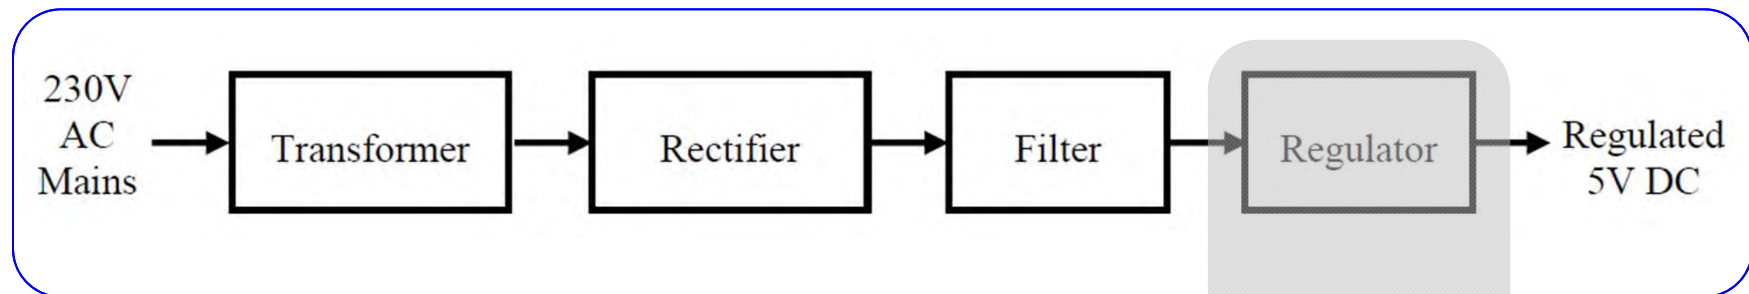 230V
AC
Mains
Transformer
Rectifier
Filter
Regulator
Regulated
5V DC